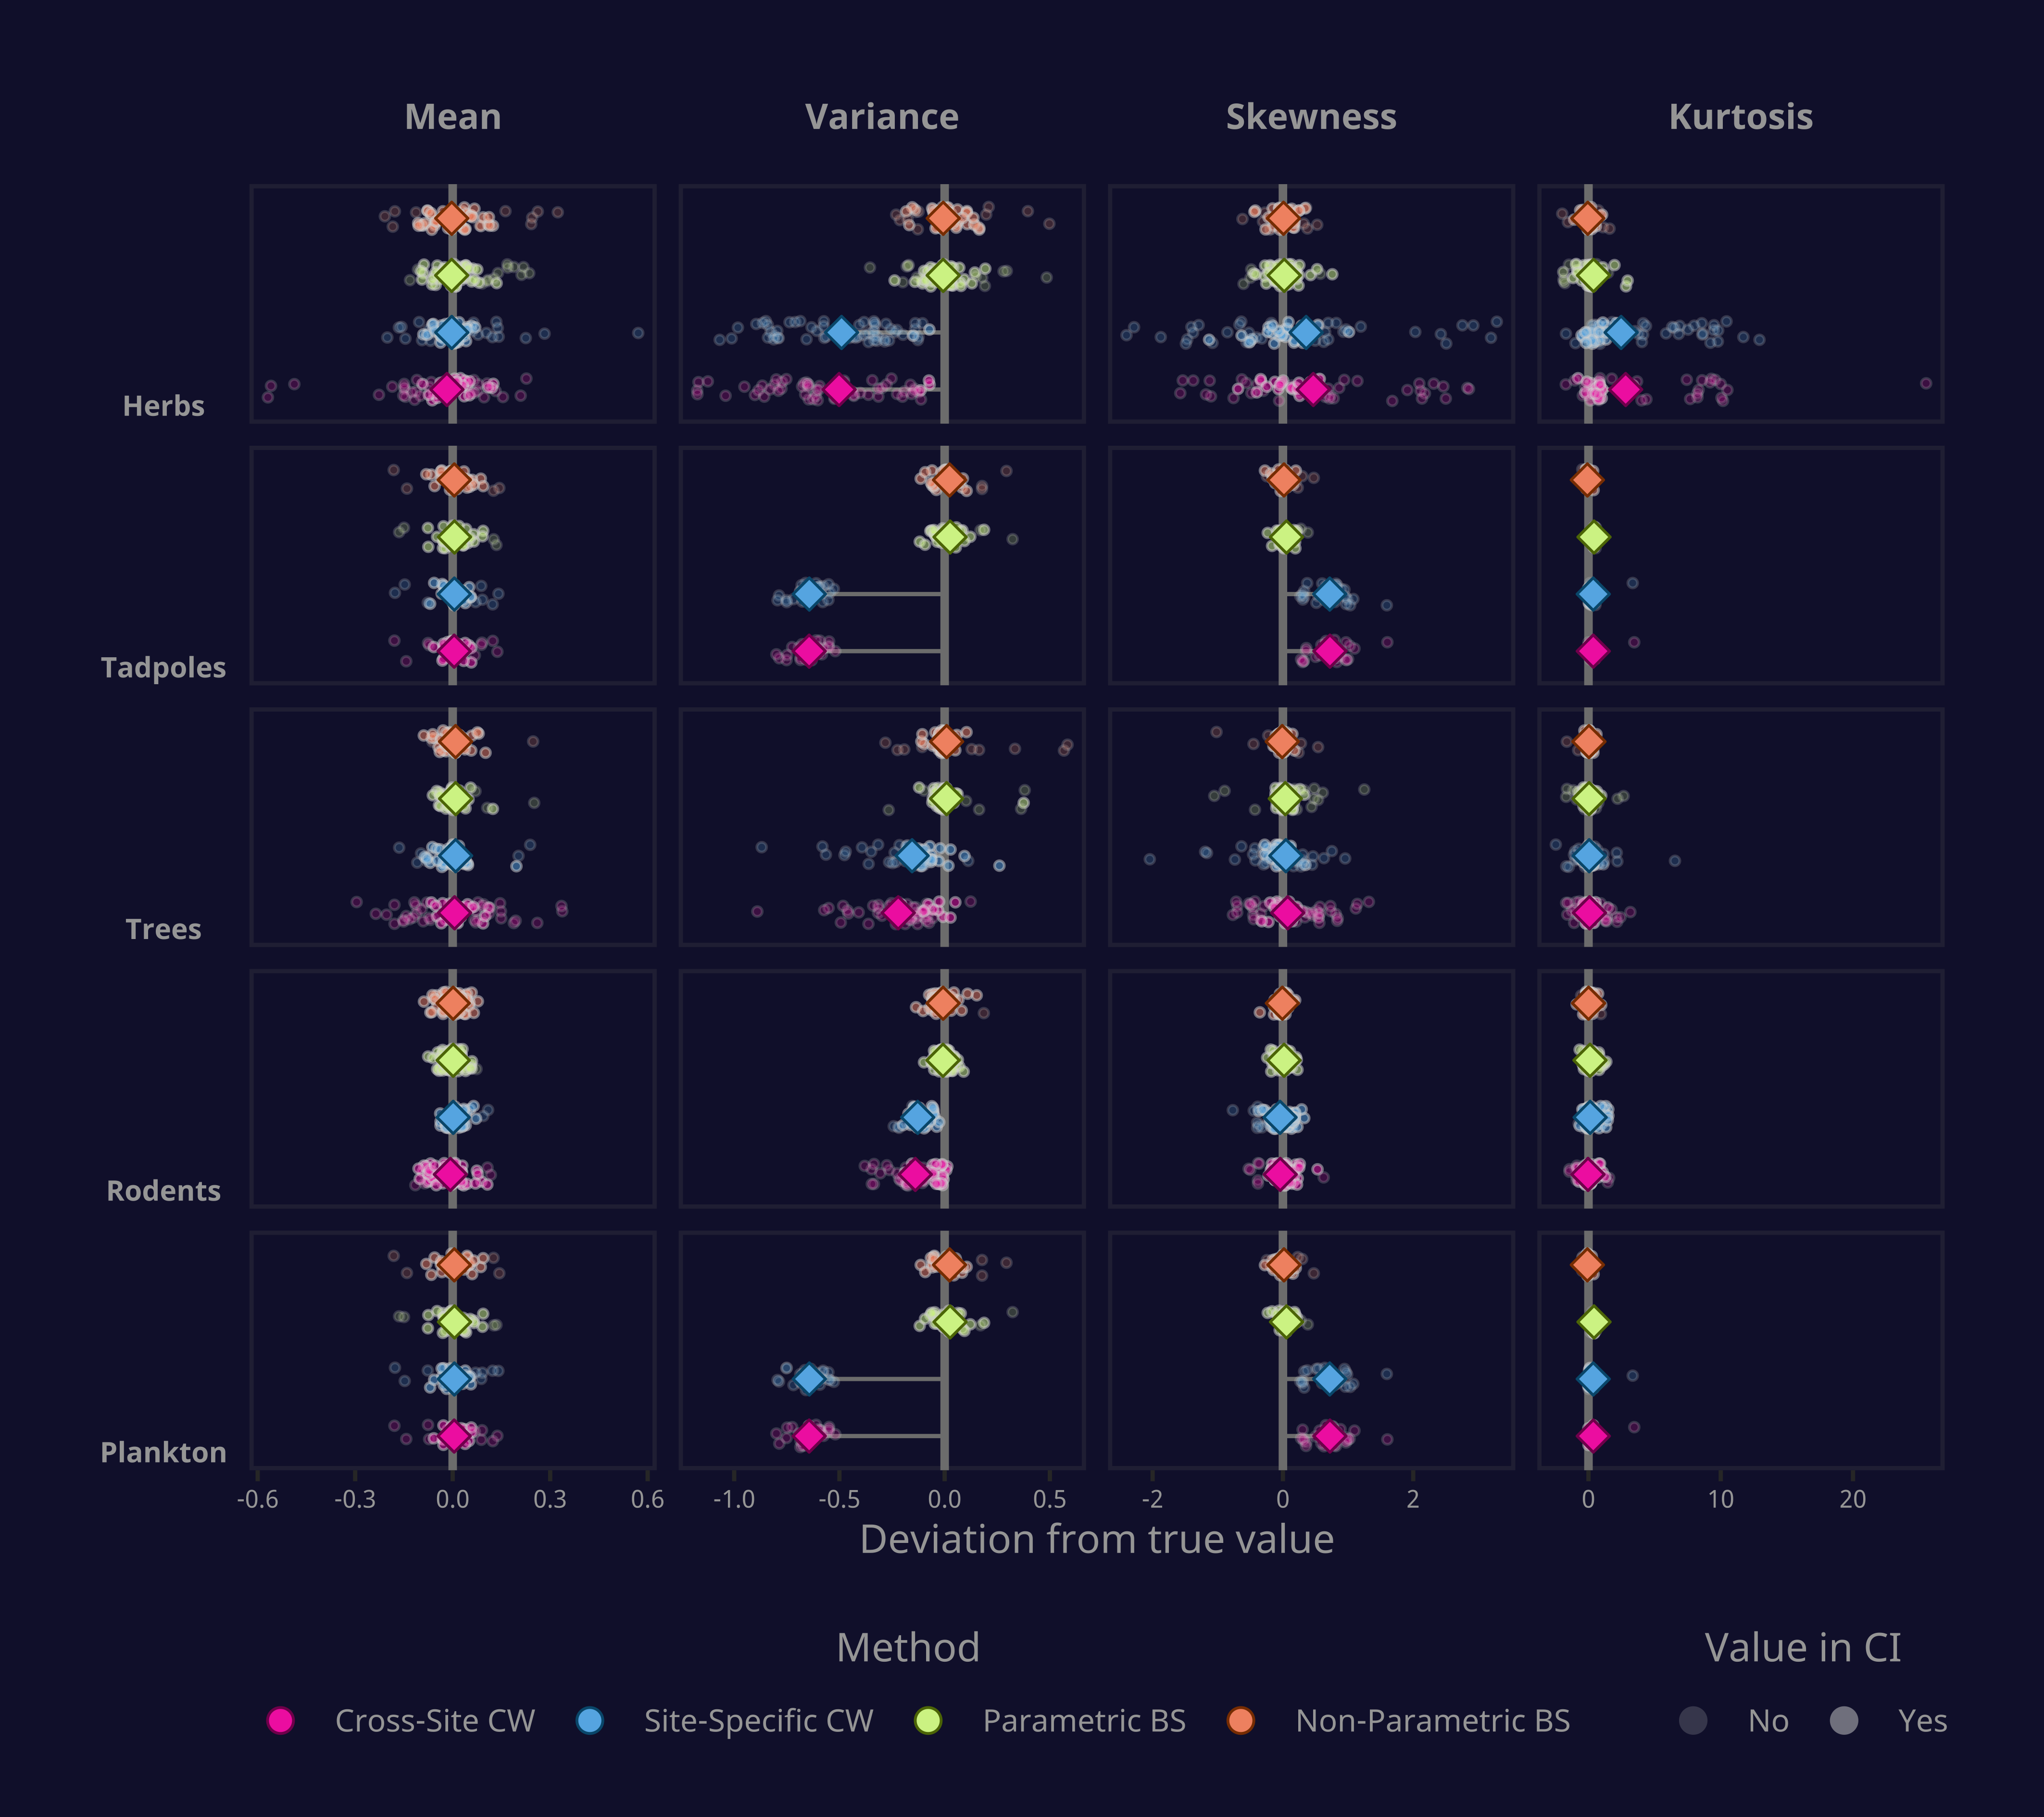 Mean Variance Skewness Kurtosis
Herbs
Tadpoles
Trees
Rodents
Plankton
-0.6 -0.3 0.0 0.3 0.6 -1.0 -0.5 0.0 0.5 -2 0 2 0 10 20
Deviation from true value
Method Value in CI
Cross-Site CW Site-Specific CW Parametric BS Non-Parametric BS No Yes